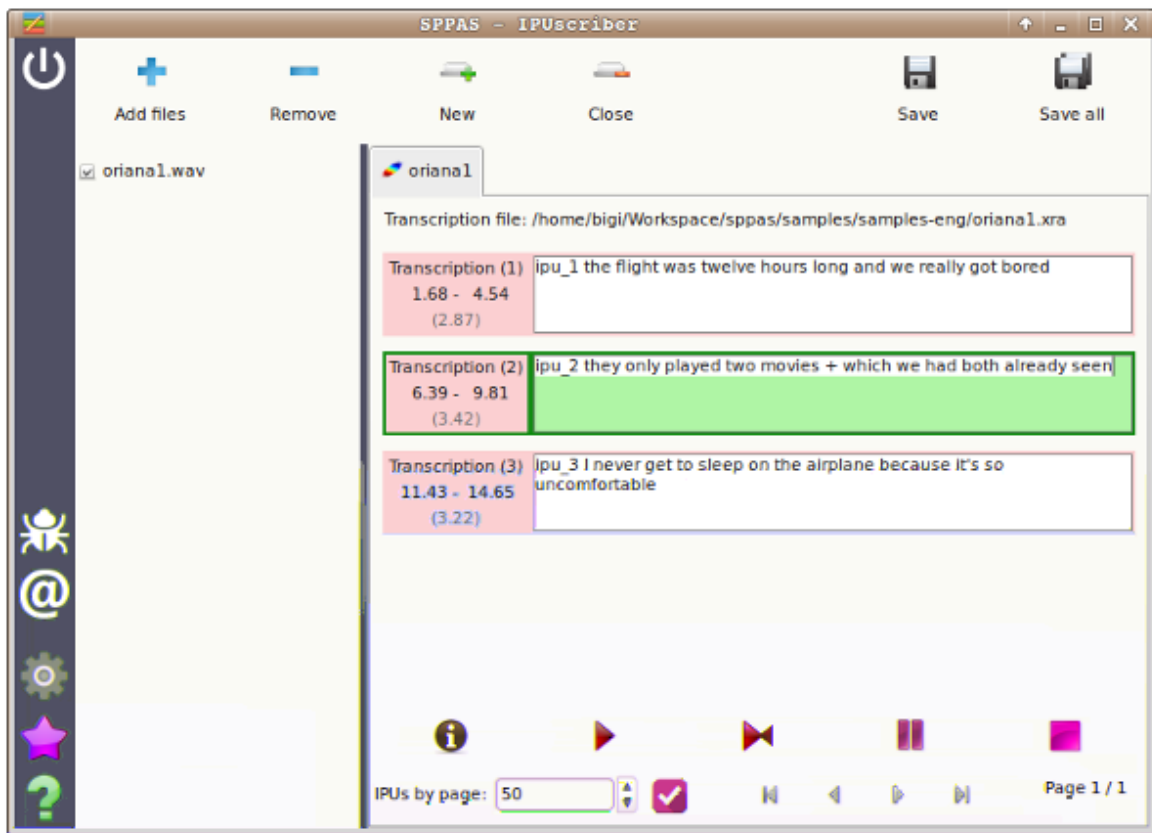 SPPAS - IPUscriber
Add files
Remove
New
Close
Save
Save all
oriana1.wav
oriana1
Transcription file: /home/bigi/Workspace/sppas/samples/samples-eng/oriana1.xra
Transcription (1)
1.68 - 4.54
(2.87)
ipu_1 the flight was twelve hours long and we really got bored
Transcription (2)
6.39 - 9.81
(3.42)
ipu_2 they only played two movies + which we had both already seen
Transcription (3)
11.43 - 14.65
(3.22)
ipu_3 I never get to sleep on the airplane because it's so
uncomfortable
@
?
IPUs by page: 50
Page 1 / 1